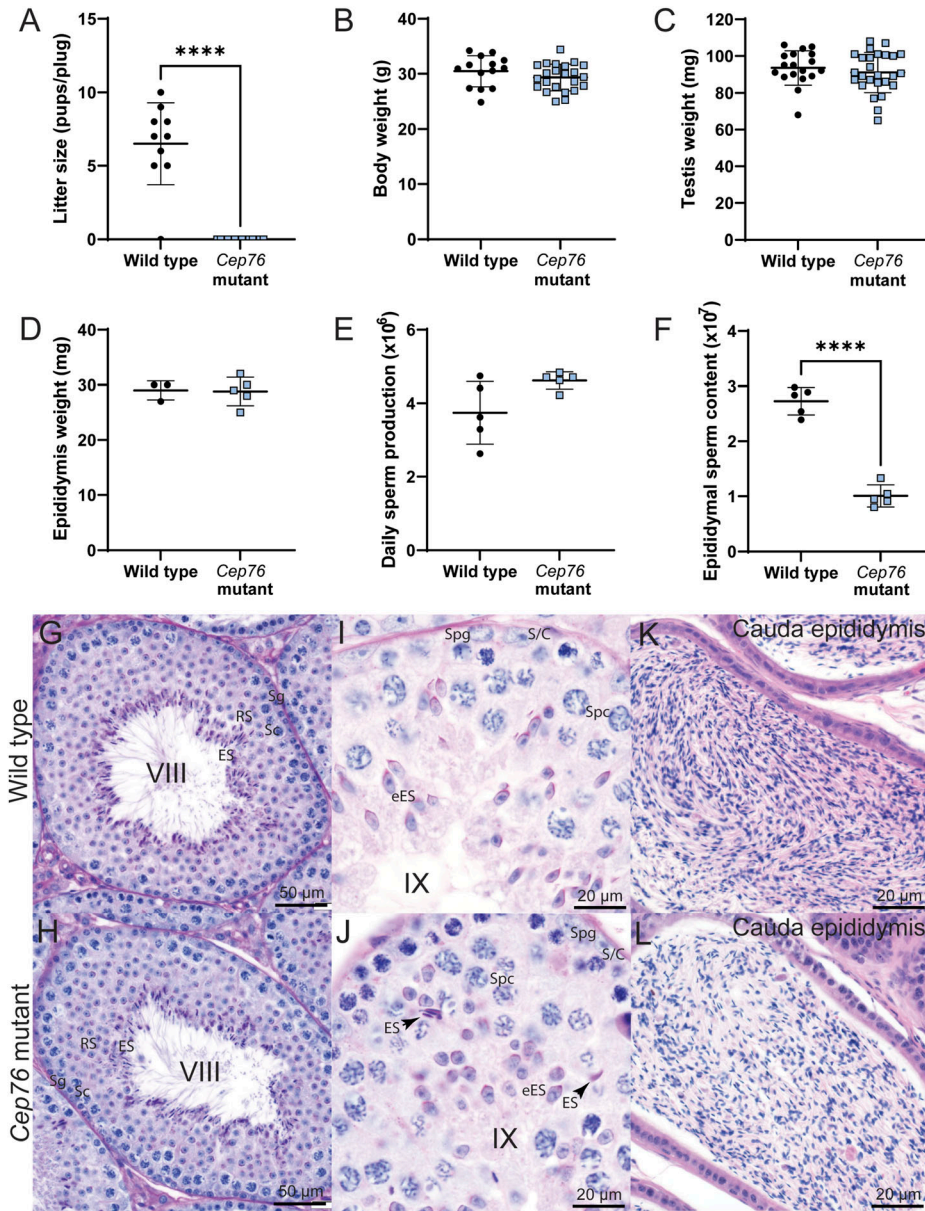 A
Litter size (pups/plug)
10
5
0
****
Wild type
Cep76
mutant
B
Body weight (g)
40
30
20
10
0
Wild type
Cep76
mutant
C
Testis weight (mg)
120
100
80
60
40
20
0
Wild type
Cep76
mutant
D
Epididymis weight (mg)
40
30
20
10
0
Wild type
Cep76
mutant
E
Daily sperm production (x10⁶)
6
4
2
0
Wild type
Cep76
mutant
F
Epididymal sperm content (x10⁷)
4
3
2
1
0
****
Wild type
Cep76
mutant
Wild type
G
Sg
RS
Sc
ES
VIII
50 µm
I
Spg
S/C
Spc
eES
IX
20 µm
K
Cauda epididymis
20 µm
Cep76 mutant
H
RS
ES
Sg
Sc
VIII
50 µm
J
Spg
S/C
Spc
ES
eES
ES
IX
20 µm
L
Cauda epididymis
20 µm